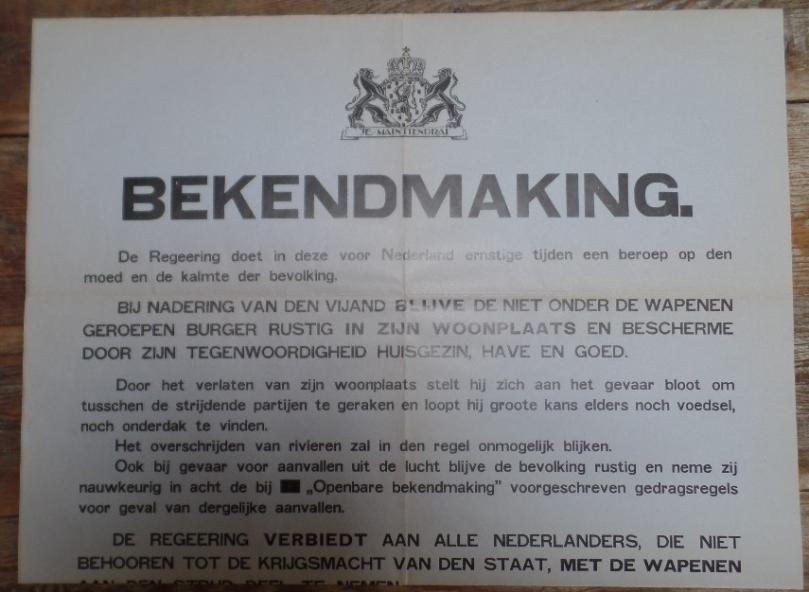 JE MAINTIENDRAI
BEKENDMAKING.
De Regeering doet in deze voor Nederland ernstige tijden een beroep op den
moed en de kalmte der bevolking.
BIJ NADERING VAN DEN VIJAND BLIJVE DE NIET ONDER DE WAPENEN
GEROEPEN BURGER RUSTIG IN ZIJN WOONPLAATS EN BESCHERME
DOOR ZIJN TEGENWOORDIGHEID HUISGEZIN, HAVE EN GOED.
Door het verlaten van zijn woonplaats stelt hij zich aan het gevaar bloot om
tusschen de strijdende partijen te geraken en loopt hij groote kans elders noch voedsel,
noch onderdak te vinden.
Het overschrijden van rivieren zal in den regel onmogelijk blijken.
Ook bij gevaar voor aanvallen uit de lucht blijve de bevolking rustig en neme zij
nauwkeurig in acht de bij „Openbare bekendmaking” voorgeschreven gedragsregels
voor geval van dergelijke aanvallen.
DE REGEERING VERBIEDT AAN ALLE NEDERLANDERS, DIE NIET
BEHOOREN TOT DE KRIJGSMACHT VAN DEN STAAT, MET DE WAPENEN
AAN DEN STRIJD DEEL TE NEMEN